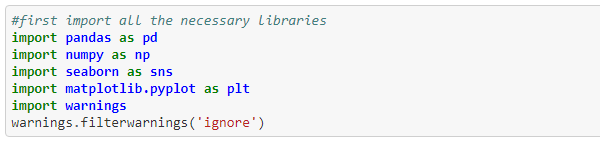 #first import all the necessary libraries
import pandas as pd
import numpy as np
import seaborn as sns
import matplotlib.pyplot as plt
import warnings
warnings.filterwarnings('ignore')